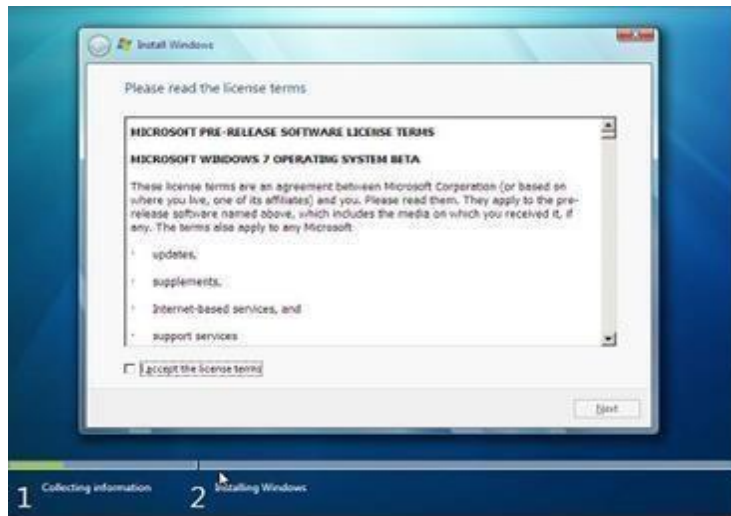 Install Windows
Please read the license terms
MICROSOFT PRE-RELEASE SOFTWARE LICENSE TERMS
MICROSOFT WINDOWS 7 OPERATING SYSTEM BETA
These license terms are an agreement between Microsoft Corporation (or based on
where you live, one of its affiliates) and you. Please read them. They apply to the pre-
release software named above, which includes the media on which you received it, if
any. The terms also apply to any Microsoft
· updates,
· supplements,
· Internet-based services, and
· support services
I accept the license terms
Next
1 Collecting information
2 Installing Windows